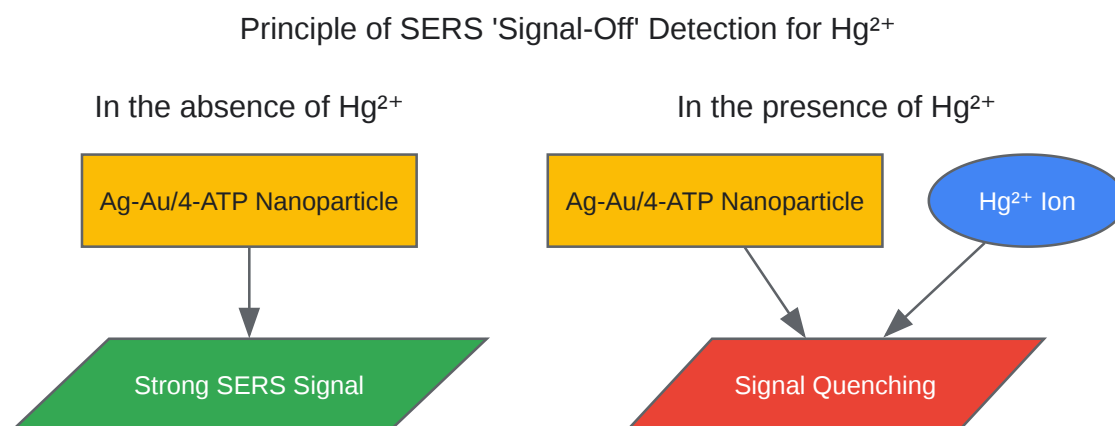 Principle of SERS 'Signal-Off' Detection for Hg²⁺
In the absence of Hg²⁺
In the presence of Hg²⁺
Ag-Au/4-ATP Nanoparticle
Ag-Au/4-ATP Nanoparticle
Hg²⁺ Ion
Strong SERS Signal
Signal Quenching